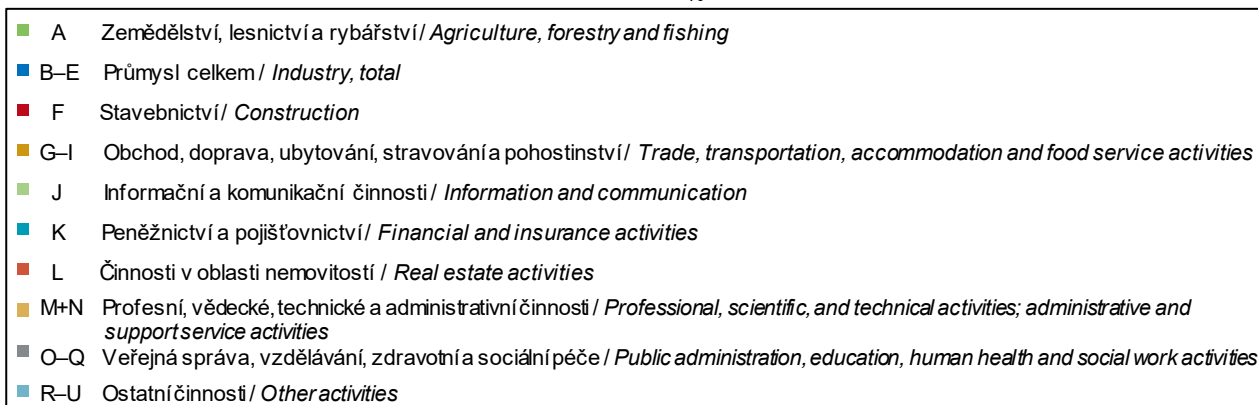 A Zemědělství, lesnictví a rybářství / Agriculture, forestry and fishing
B–E Průmysl celkem / Industry, total
F Stavebnictví / Construction
G–I Obchod, doprava, ubytování, stravování a pohostinství / Trade, transportation, accommodation and food service activities
J Informační a komunikační činnosti / Information and communication
K Peněžnictví a pojišťovnictví / Financial and insurance activities
L Činnosti v oblasti nemovitostí / Real estate activities
M+N Profesní, vědecké, technické a administrativní činnosti / Professional, scientific, and technical activities; administrative and
support service activities
O–Q Veřejná správa, vzdělávání, zdravotní a sociální péče / Public administration, education, human health and social work activities
R–U Ostatní činnosti / Other activities